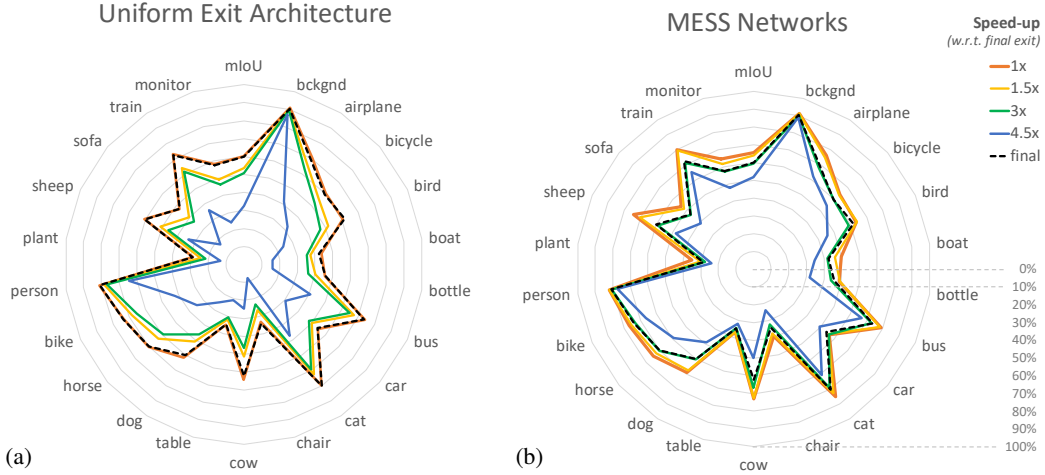 Uniform Exit Architecture
mIoU
bckgnd
airplane
bicycle
bird
boat
bottle
bus
car
cat
chair
cow
table
dog
horse
bike
person
plant
sheep
sofa
train
monitor
(a)
MESS Networks
mIoU
bckgnd
airplane
bicycle
bird
boat
bottle
bus
car
cat
chair
cow
table
dog
horse
bike
person
plant
sheep
sofa
train
monitor
(b)
Speed-up
(w.r.t. final exit)
1x
1.5x
3x
4.5x
final
0%
10%
20%
30%
40%
50%
60%
70%
80%
90%
100%